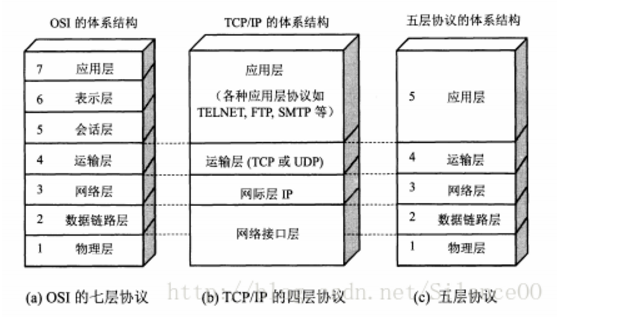 OSI 的体系结构
TCP/IP 的体系结构
五层协议的体系结构
7 应用层
6 表示层
5 会话层
4 运输层
3 网络层
2 数据链路层
1 物理层
应用层
(各种应用层协议如
TELNET, FTP, SMTP 等)
运输层 (TCP 或 UDP)
网际层 IP
网络接口层
5 应用层
4 运输层
3 网络层
2 数据链路层
1 物理层
(a) OSI 的七层协议
(b) TCP/IP 的四层协议
(c) 五层协议